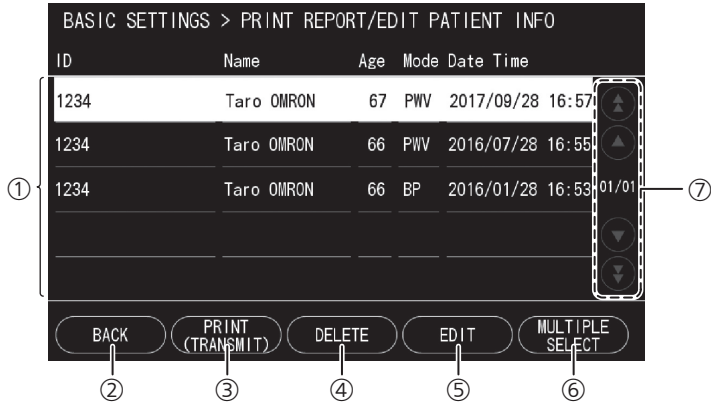 BASIC SETTINGS > PRINT REPORT/EDIT PATIENT INFO
ID Name Age Mode Date Time
1234 Taro OMRON 67 PWV 2017/09/28 16:57
1234 Taro OMRON 66 PWV 2016/07/28 16:55
① 1234 Taro OMRON 66 BP 2016/01/28 16:53 01/01 ⑦
BACK PRINT (TRANSMIT) DELETE EDIT MULTIPLE SELECT
② ③ ④ ⑤ ⑥